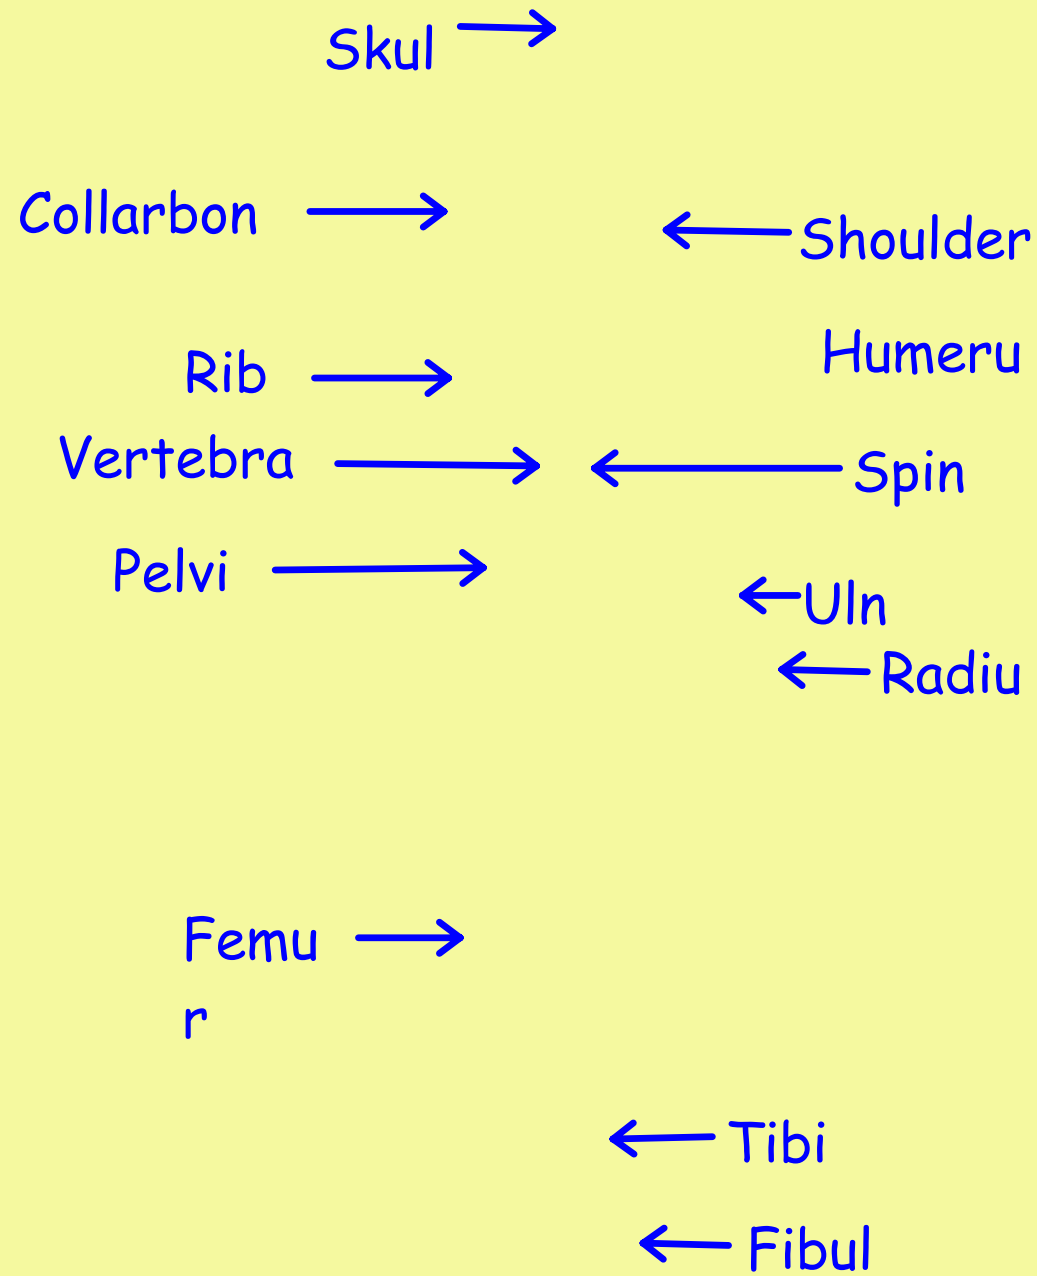 Skul
Collarbon
Shoulder
Humeru
Rib
Vertebra
Spin
Pelvi
Uln
Radiu
Femu
r
Tibi
Fibul